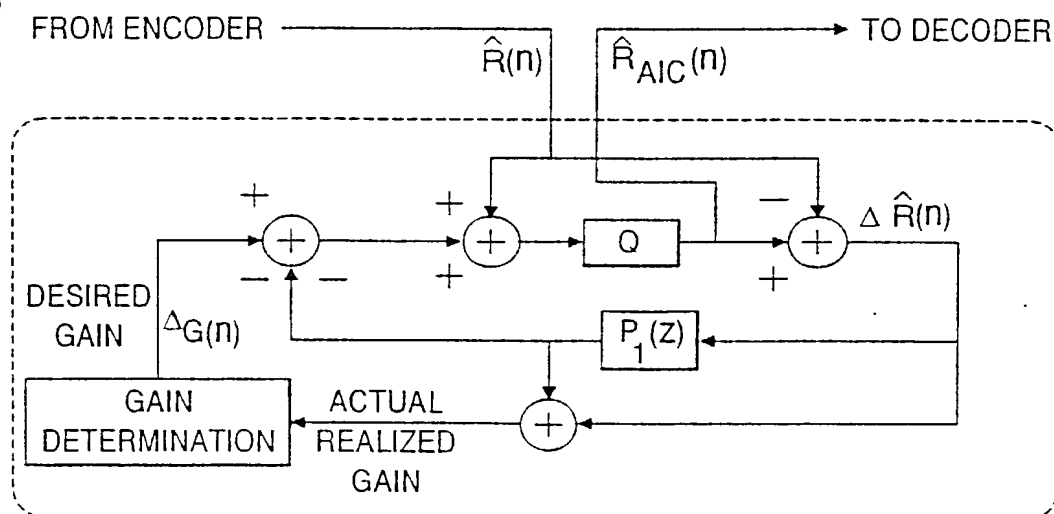 FROM ENCODER
R̂(n)
R̂AIC(n)
TO DECODER
+
+
−
+
+
Q
+
Δ R̂(n)
−
−
+
+
DESIRED
GAIN
ΔG(n)
P1(z)
GAIN
DETERMINATION
ACTUAL
REALIZED
GAIN
+